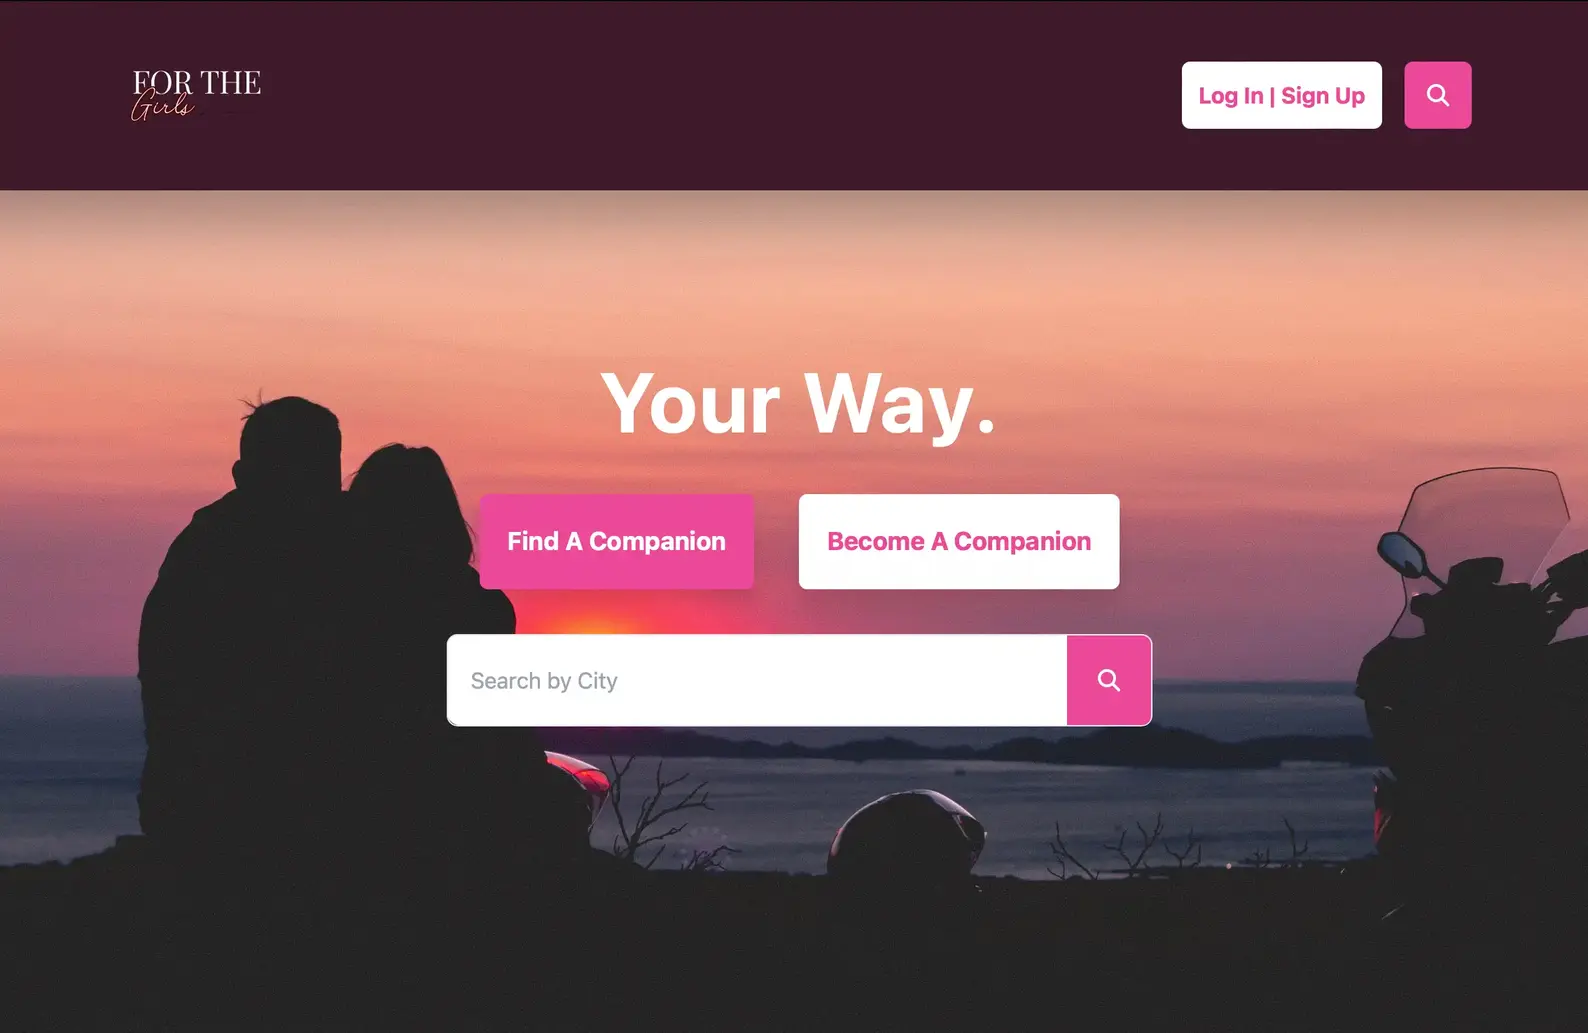 FOR THE
Girls
Log In | Sign Up
Your Way.
Find A Companion
Become A Companion
Search by City